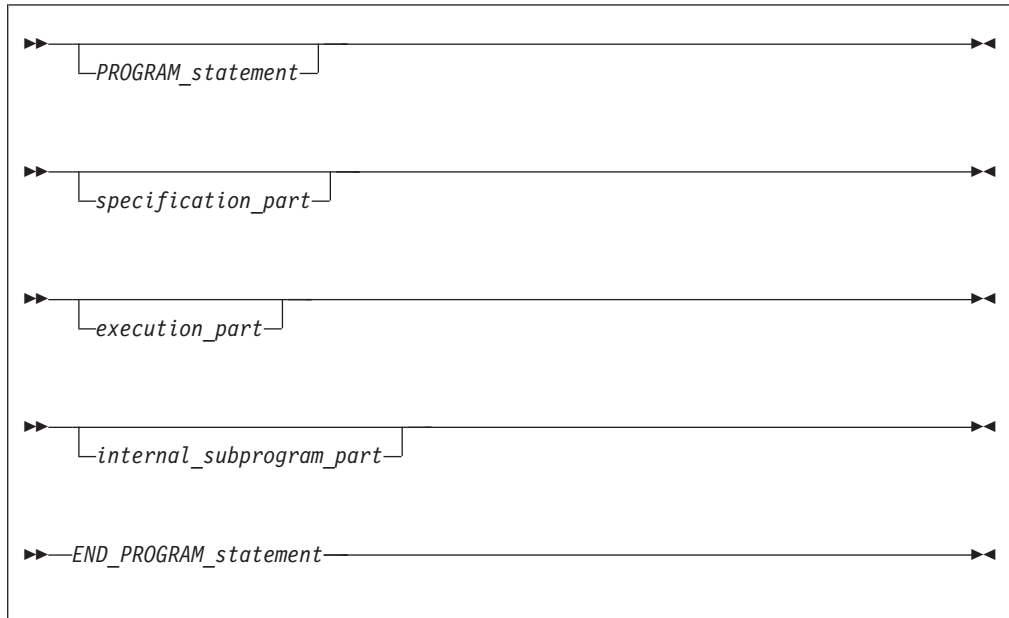 PROGRAM_statement
specification_part
execution_part
internal_subprogram_part
END_PROGRAM_statement